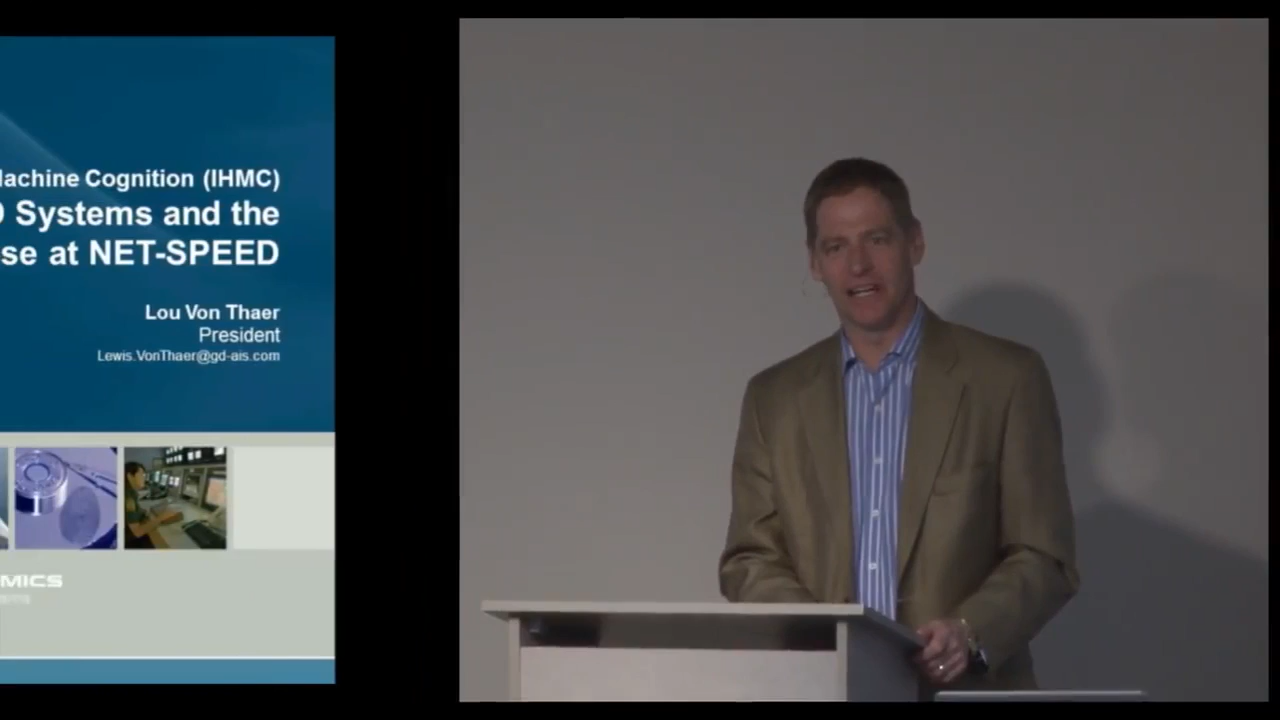 Machine Cognition (IHMC)
D Systems and the
se at NET-SPEED
Lou Von Thaer
President
Lewis.VonThaer@gd-ais.com
MICS